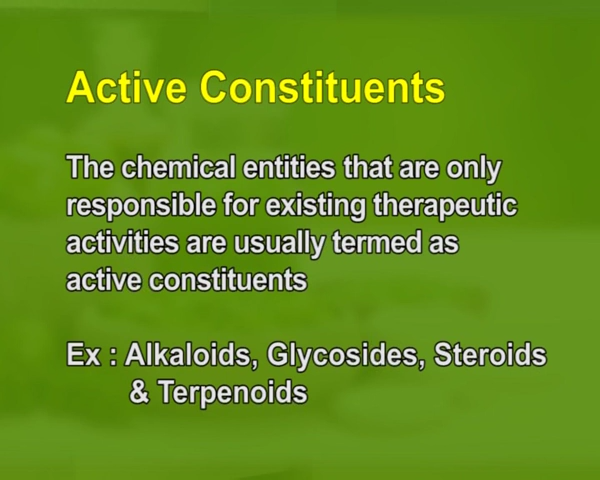 Active Constituents
The chemical entities that are only
responsible for existing therapeutic
activities are usually termed as
active constituents
Ex : Alkaloids, Glycosides, Steroids
& Terpenoids